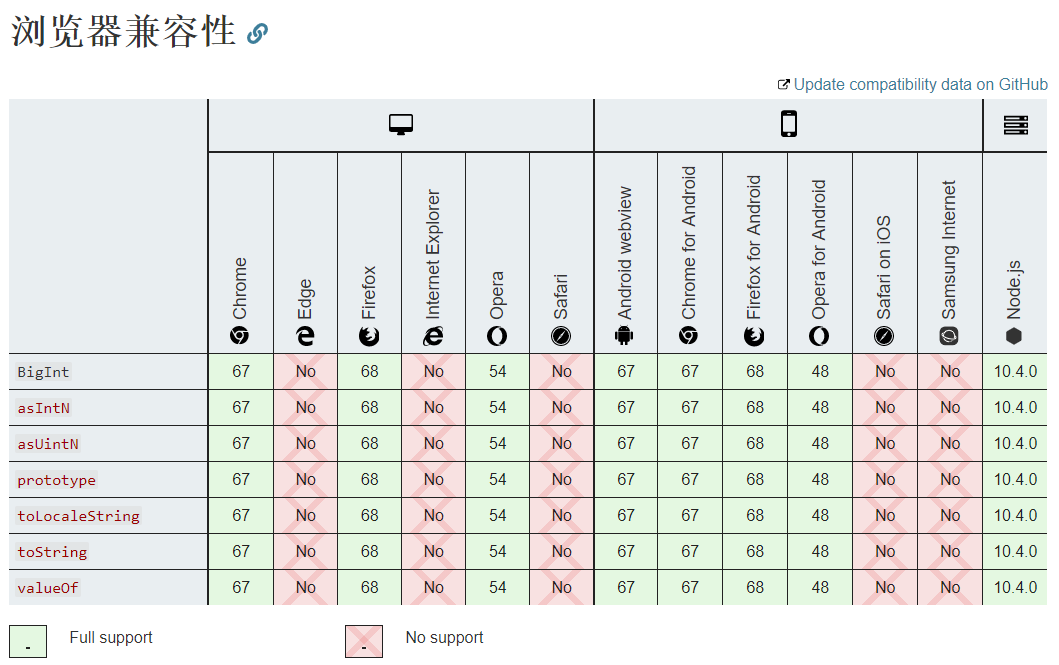 浏览器兼容性
Update compatibility data on GitHub
Chrome
Edge
Firefox
Internet Explorer
Opera
Safari
Android webview
Chrome for Android
Firefox for Android
Opera for Android
Safari on iOS
Samsung Internet
Node.js
BigInt 67 No 68 No 54 No 67 67 68 48 No No 10.4.0
asIntN 67 No 68 No 54 No 67 67 68 48 No No 10.4.0
asUintN 67 No 68 No 54 No 67 67 68 48 No No 10.4.0
prototype 67 No 68 No 54 No 67 67 68 48 No No 10.4.0
toLocaleString 67 No 68 No 54 No 67 67 68 48 No No 10.4.0
toString 67 No 68 No 54 No 67 67 68 48 No No 10.4.0
valueOf 67 No 68 No 54 No 67 67 68 48 No No 10.4.0
- Full support - No support